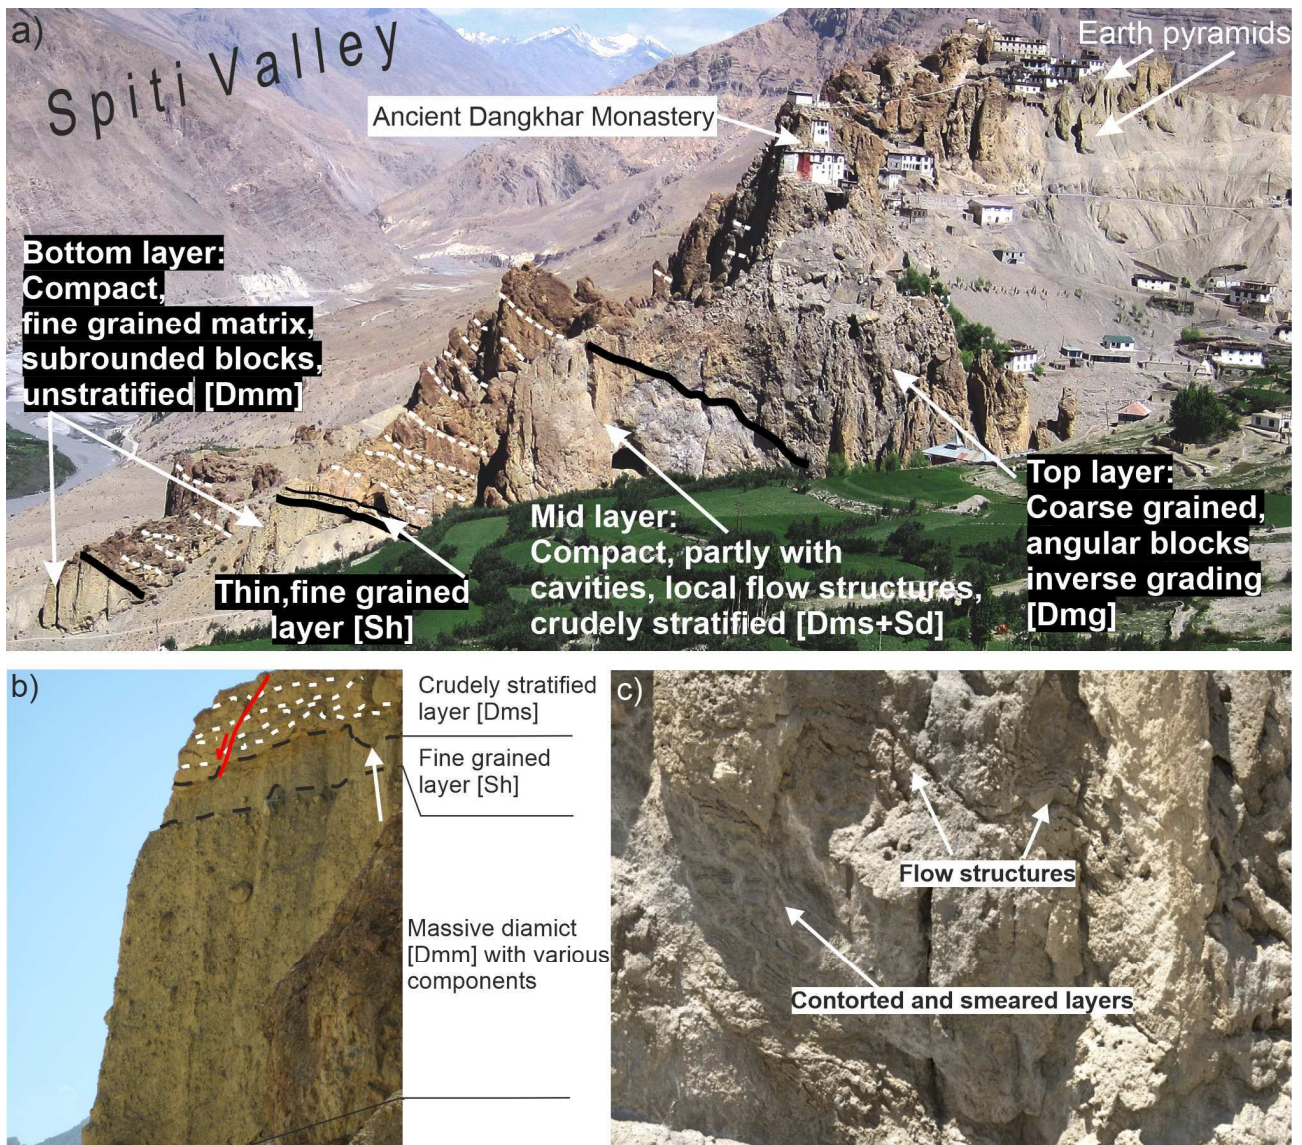 a)
Spiti Valley
Earth pyramids
Ancient Dangkhar Monastery
Bottom layer:
Compact,
fine grained matrix,
subrounded blocks,
unstratified [Dmm]
Thin,fine grained
layer [Sh]
Mid layer:
Compact, partly with
cavities, local flow structures,
crudely stratified [Dms+Sd]
Top layer:
Coarse grained,
angular blocks
inverse grading
[Dmg]
b)
Crudely stratified
layer [Dms]
Fine grained
layer [Sh]
Massive diamict
[Dmm] with various
components
c)
Flow structures
Contorted and smeared layers